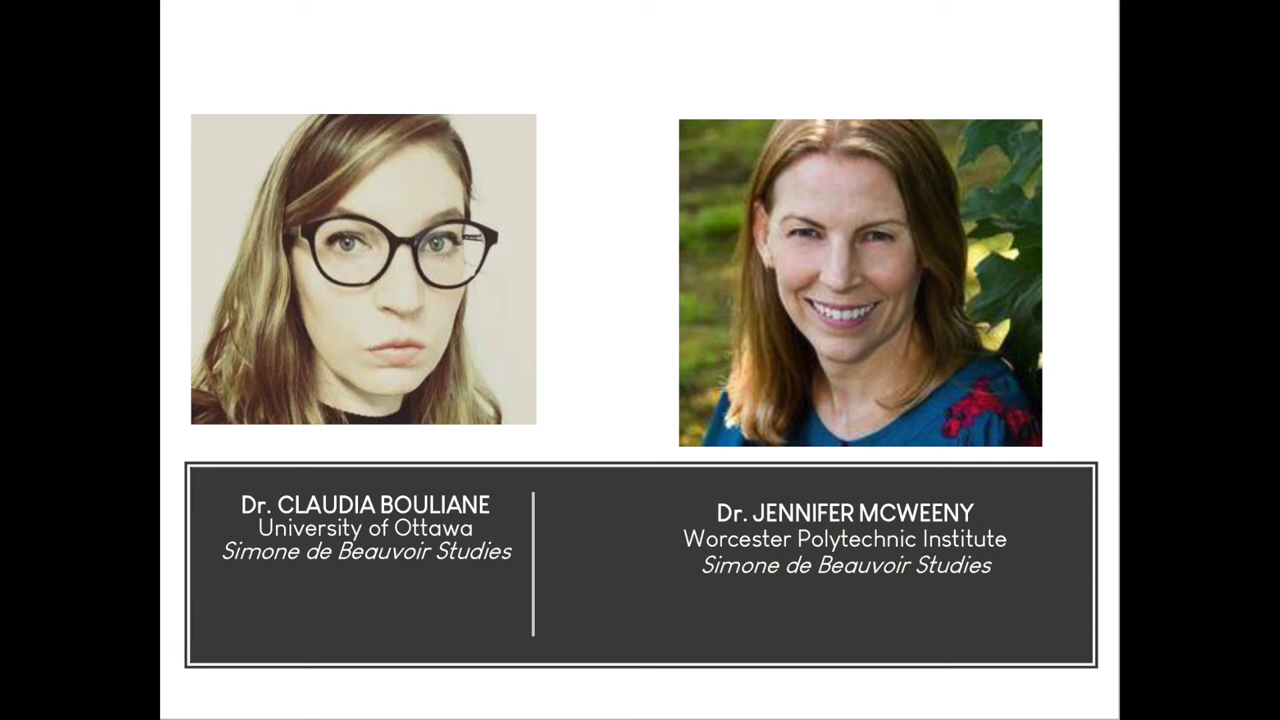 Dr. CLAUDIA BOULIANE
University of Ottawa
Simone de Beauvoir Studies
Dr. JENNIFER MCWEENY
Worcester Polytechnic Institute
Simone de Beauvoir Studies